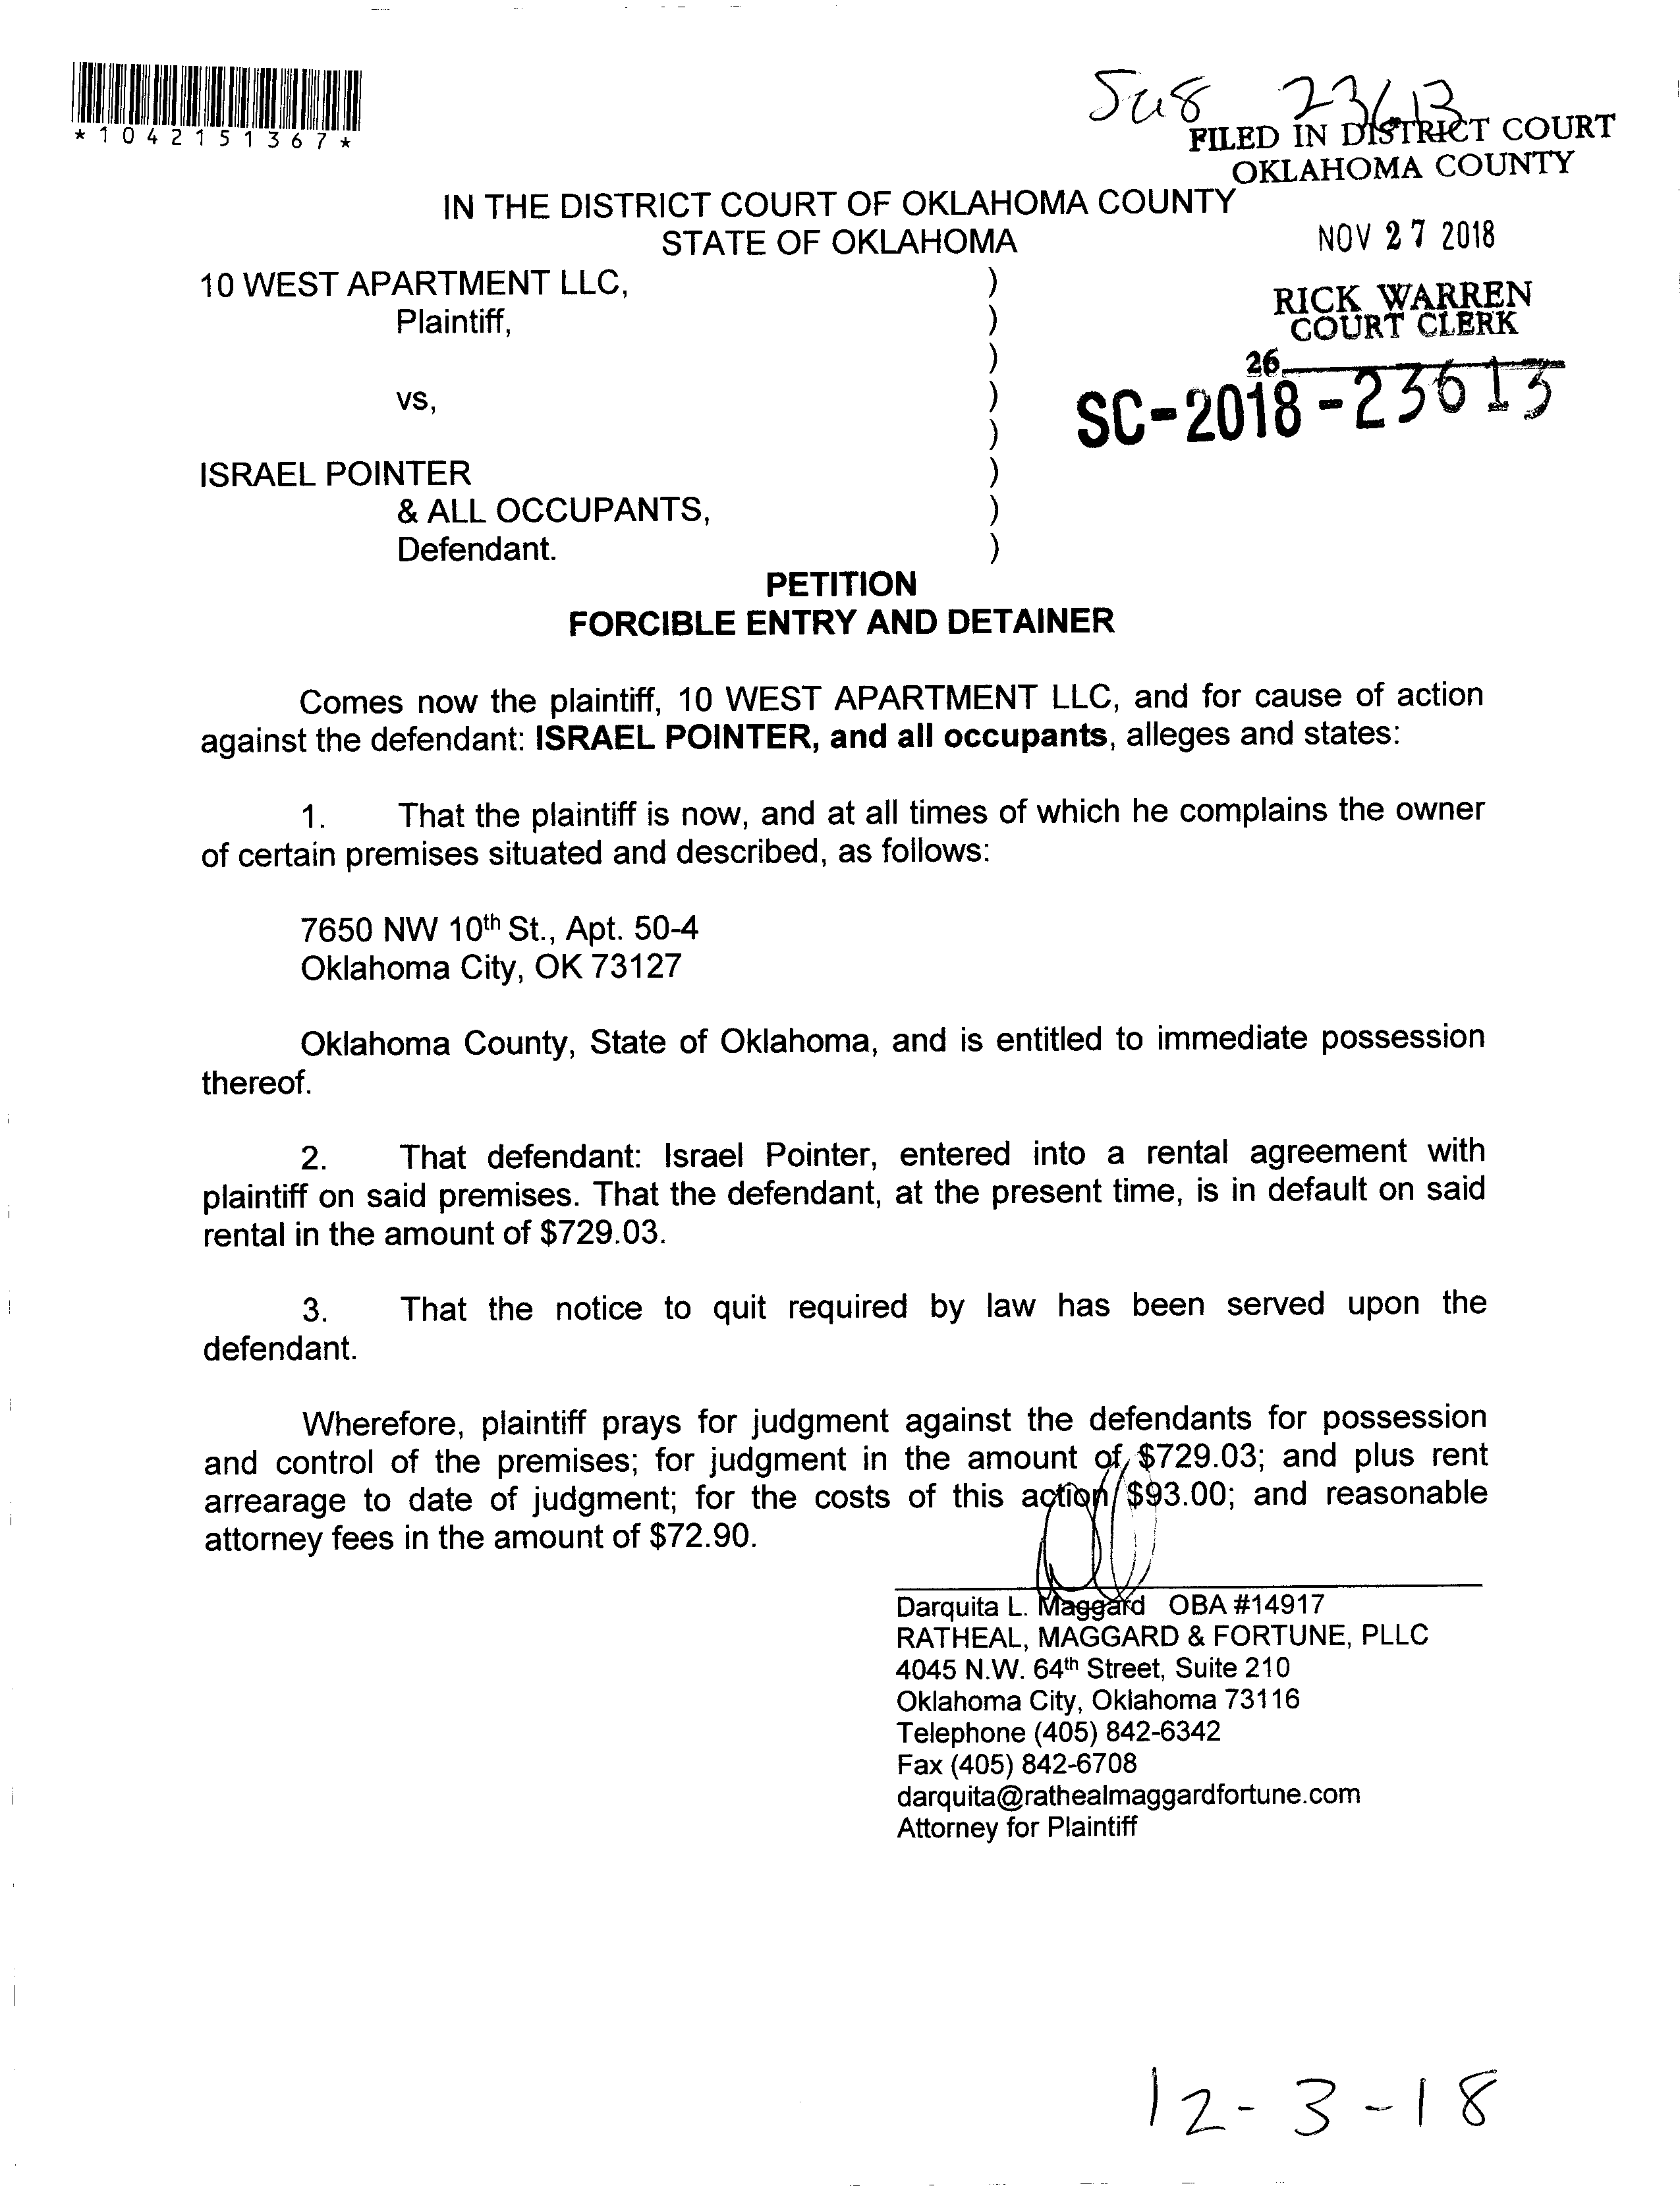 *1042151367*
Su8 23613
FILED IN DISTRICT COURT
OKLAHOMA COUNTY
IN THE DISTRICT COURT OF OKLAHOMA COUNTY
STATE OF OKLAHOMA
NOV 27 2018
10 WEST APARTMENT LLC, )
Plaintiff, )
RICK WARREN
COURT CLERK
)
26
vs, )
SC-2018-23613
)
ISRAEL POINTER )
& ALL OCCUPANTS, )
Defendant. )
PETITION
FORCIBLE ENTRY AND DETAINER
Comes now the plaintiff, 10 WEST APARTMENT LLC, and for cause of action
against the defendant: ISRAEL POINTER, and all occupants, alleges and states:
1. That the plaintiff is now, and at all times of which he complains the owner
of certain premises situated and described, as follows:
7650 NW 10th St., Apt. 50-4
Oklahoma City, OK 73127
Oklahoma County, State of Oklahoma, and is entitled to immediate possession
thereof.
2. That defendant: Israel Pointer, entered into a rental agreement with
plaintiff on said premises. That the defendant, at the present time, is in default on said
rental in the amount of $729.03.
3. That the notice to quit required by law has been served upon the
defendant.
Wherefore, plaintiff prays for judgment against the defendants for possession
and control of the premises; for judgment in the amount of $729.03; and plus rent
arrearage to date of judgment; for the costs of this action $93.00; and reasonable
attorney fees in the amount of $72.90.
Darquita L. Maggard OBA #14917
RATHEAL, MAGGARD & FORTUNE, PLLC
4045 N.W. 64th Street, Suite 210
Oklahoma City, Oklahoma 73116
Telephone (405) 842-6342
Fax (405) 842-6708
darquita@rathealmaggardfortune.com
Attorney for Plaintiff
12-3-18